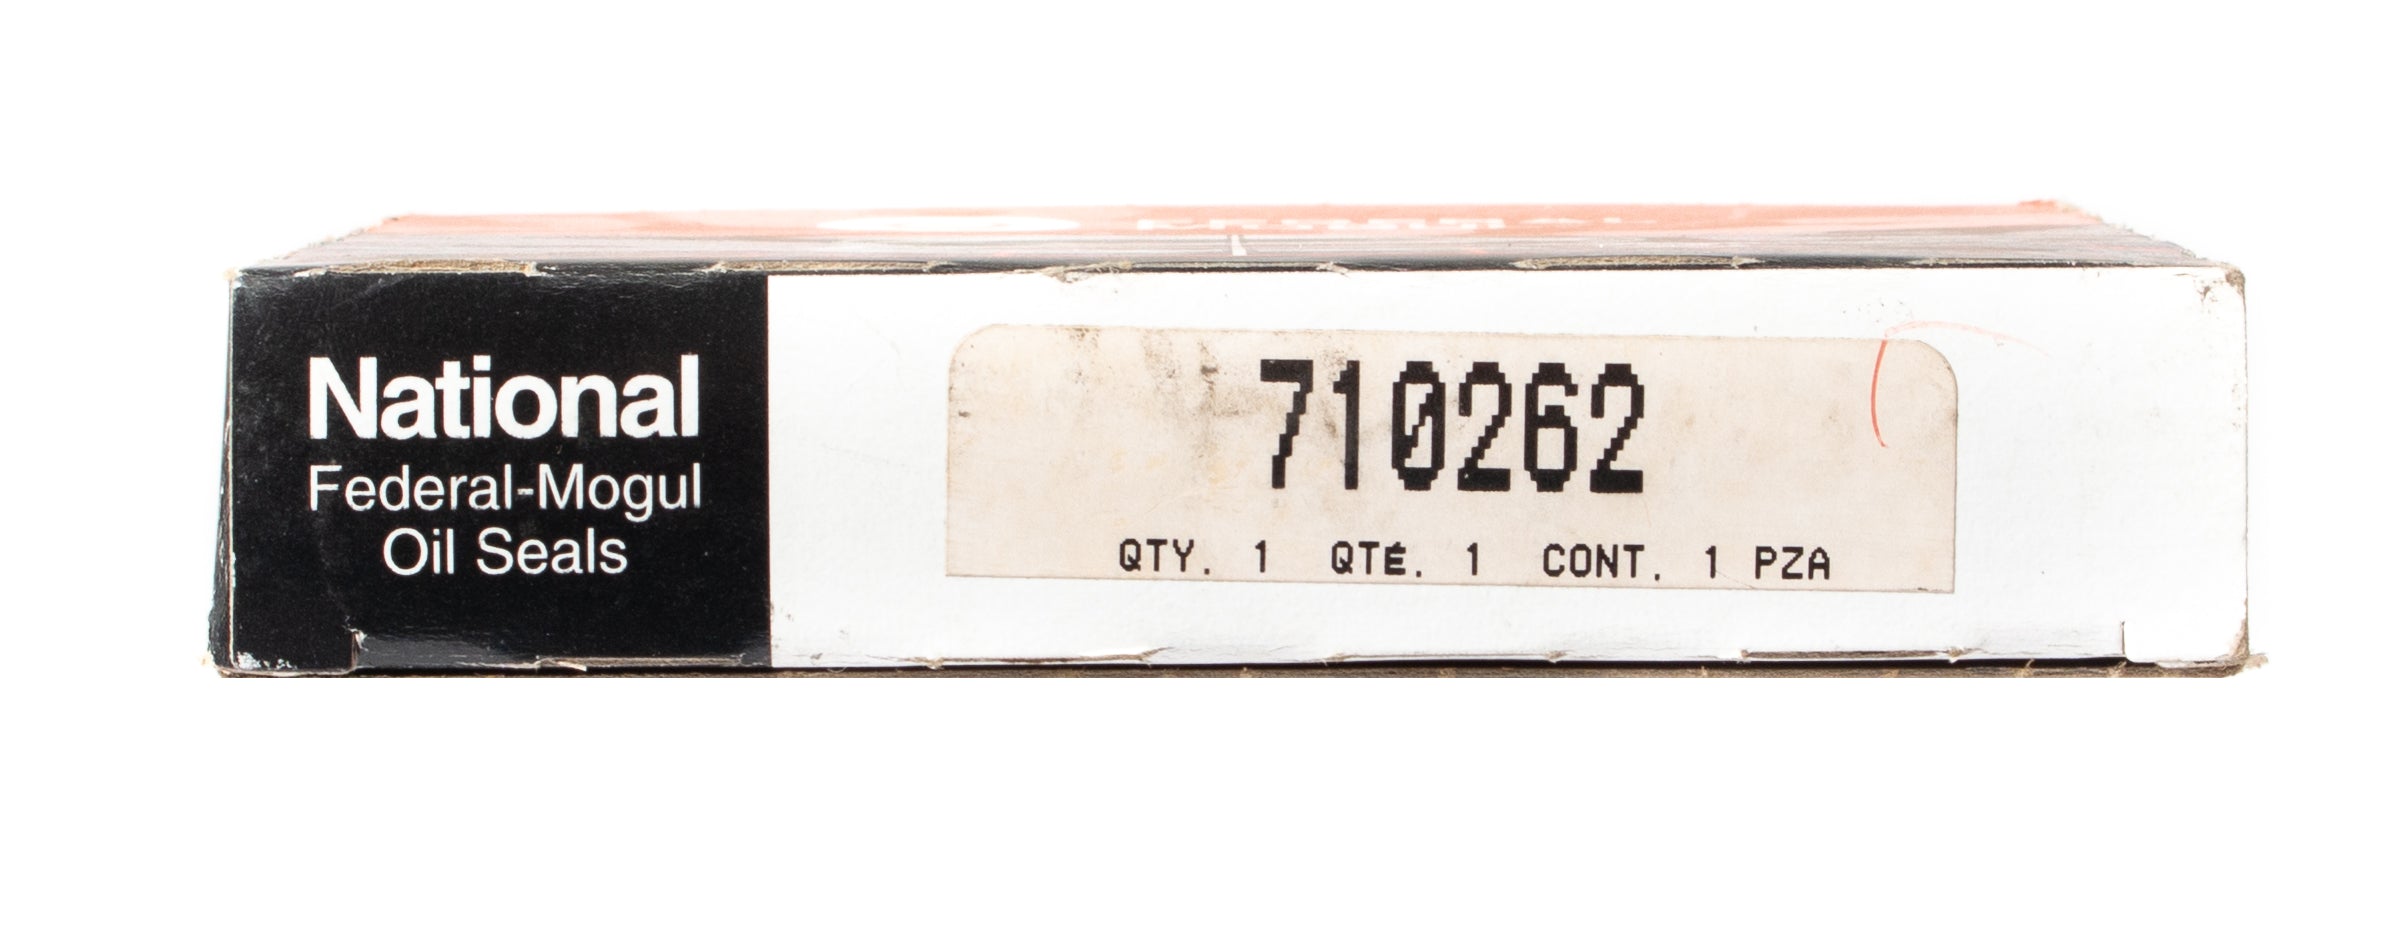 National
Federal-Mogul
Oil Seals
710262
QTY. 1 QTÉ. 1 CONT. 1 PZA